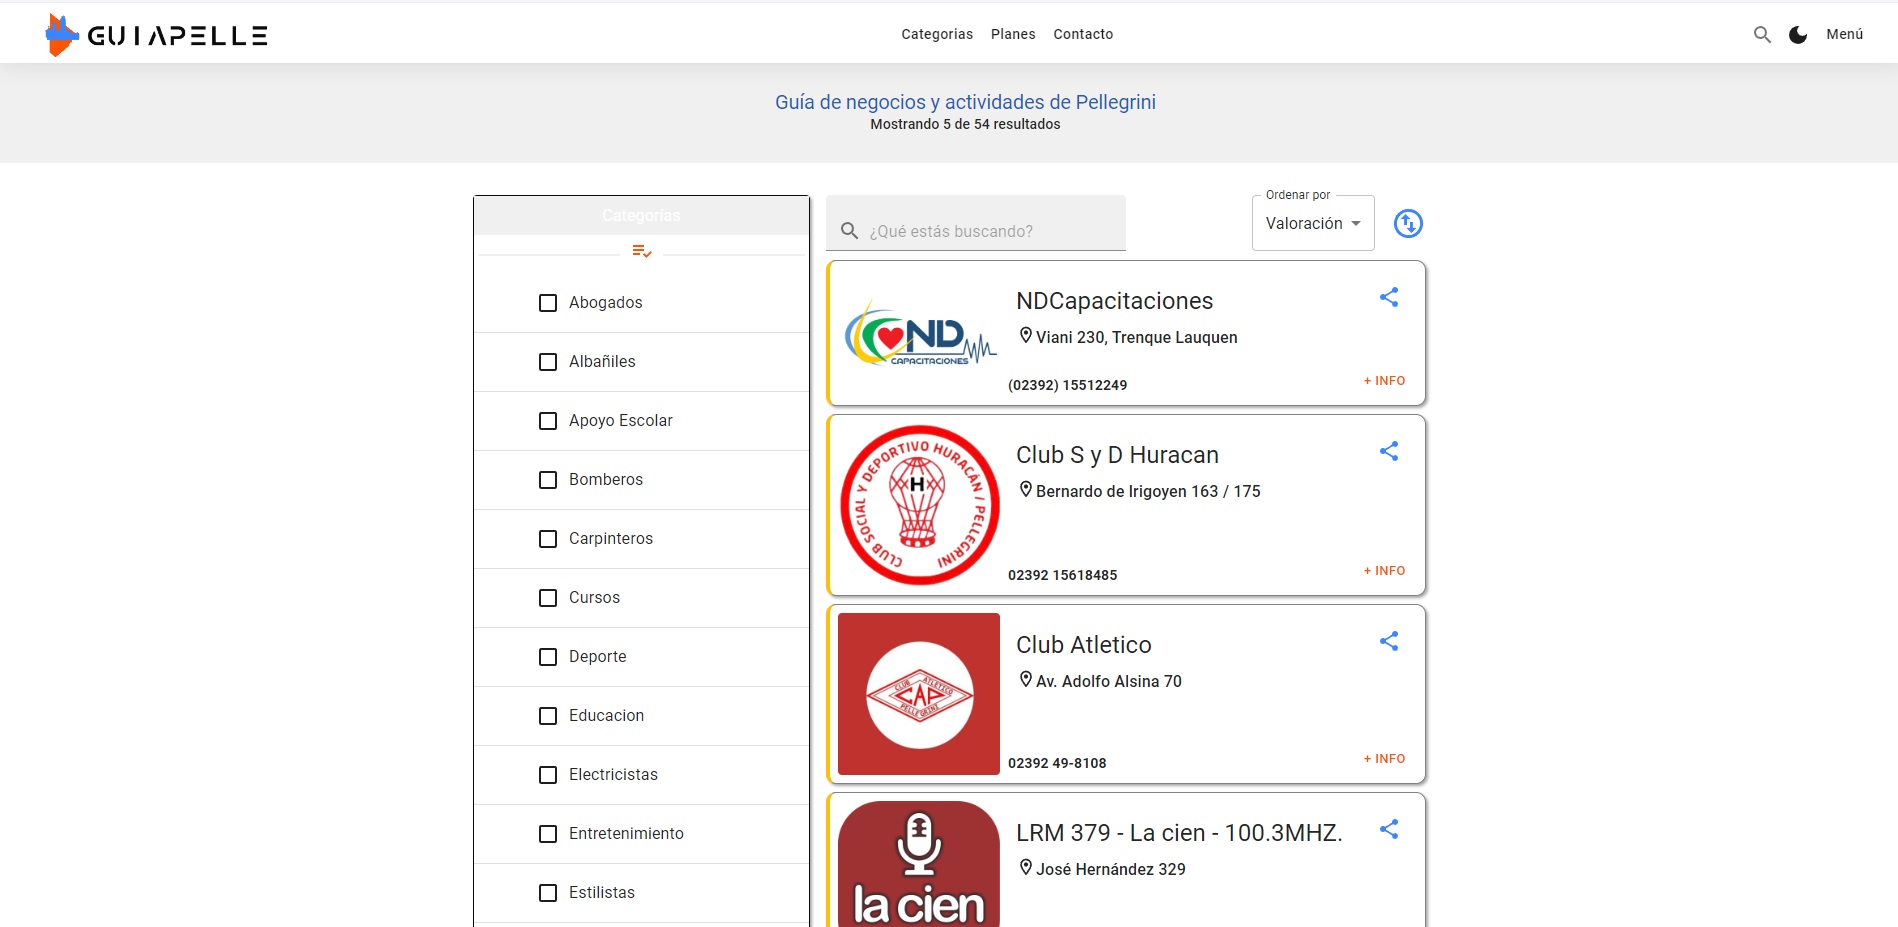 GUIAPELLE
Categorias Planes Contacto
Menú
Guía de negocios y actividades de Pellegrini
Mostrando 5 de 54 resultados
Categorías
Abogados
Albañiles
Apoyo Escolar
Bomberos
Carpinteros
Cursos
Deporte
Educacion
Electricistas
Entretenimiento
Estilistas
¿Qué estás buscando?
Ordenar por
Valoración
ND
CAPACITACIONES
NDCapacitaciones
Viani 230, Trenque Lauquen
(02392) 15512249
+ INFO
CLUB SOCIAL Y DEPORTIVO HURACÁN / PELLEGRINI
H
Club S y D Huracan
Bernardo de Irigoyen 163 / 175
02392 15618485
+ INFO
CLUB ATLETICO
CAP
PELLEGRINI
Club Atletico
Av. Adolfo Alsina 70
02392 49-8108
+ INFO
la cien
LRM 379 - La cien - 100.3MHZ.
José Hernández 329